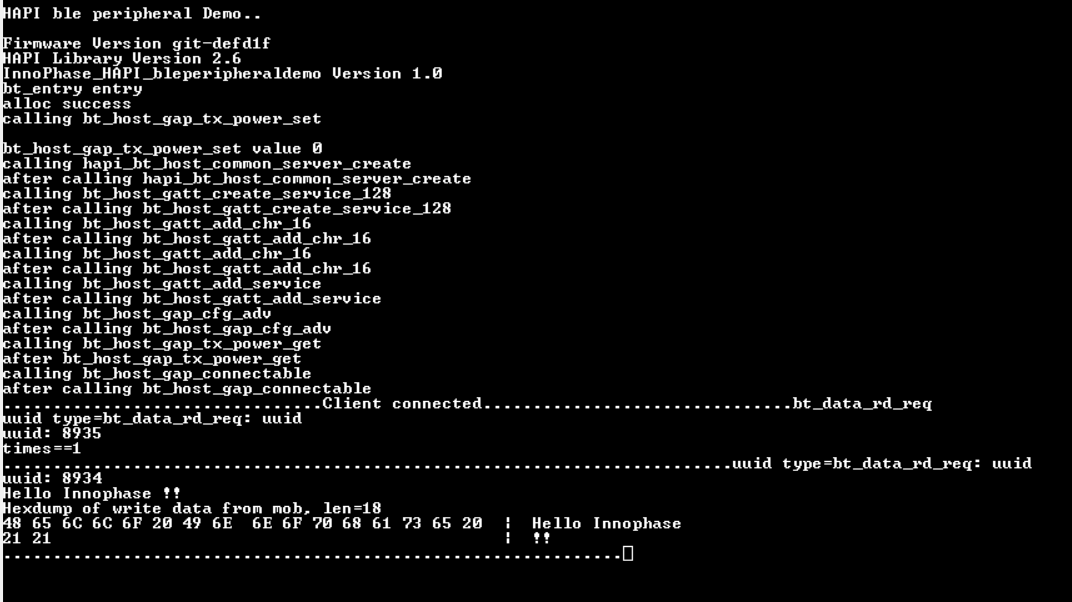 HAPI ble peripheral Demo..
Firmware Version git-defd1f
HAPI Library Version 2.6
InnoPhase_HAPI_bleperipheraldemo Version 1.0
bt_entry entry
alloc success
calling bt_host_gap_tx_power_set
bt_host_gap_tx_power_set value 0
calling hapi_bt_host_common_server_create
after calling hapi_bt_host_common_server_create
calling bt_host_gatt_create_service_128
after calling bt_host_gatt_create_service_128
calling bt_host_gatt_add_chr_16
after calling bt_host_gatt_add_chr_16
calling bt_host_gatt_add_chr_16
after calling bt_host_gatt_add_chr_16
calling bt_host_gatt_add_service
after calling bt_host_gatt_add_service
calling bt_host_gap_cfg_adv
after calling bt_host_gap_cfg_adv
calling bt_host_gap_tx_power_get
after bt_host_gap_tx_power_get
calling bt_host_gap_connectable
after calling bt_host_gap_connectable
................................Client connected...............................bt_data_rd_req
uuid type=bt_data_rd_req: uuid
uuid: 8935
times==1
.........................................................................uuid type=bt_data_rd_req: uuid
uuid: 8934
Hello Innophase !!
Hexdump of write data from mob, len=18
48 65 6C 6C 6F 20 49 6E  6E 6F 70 68 61 73 65 20  |  Hello Innophase
21 21                                             |  !!
..............................................................